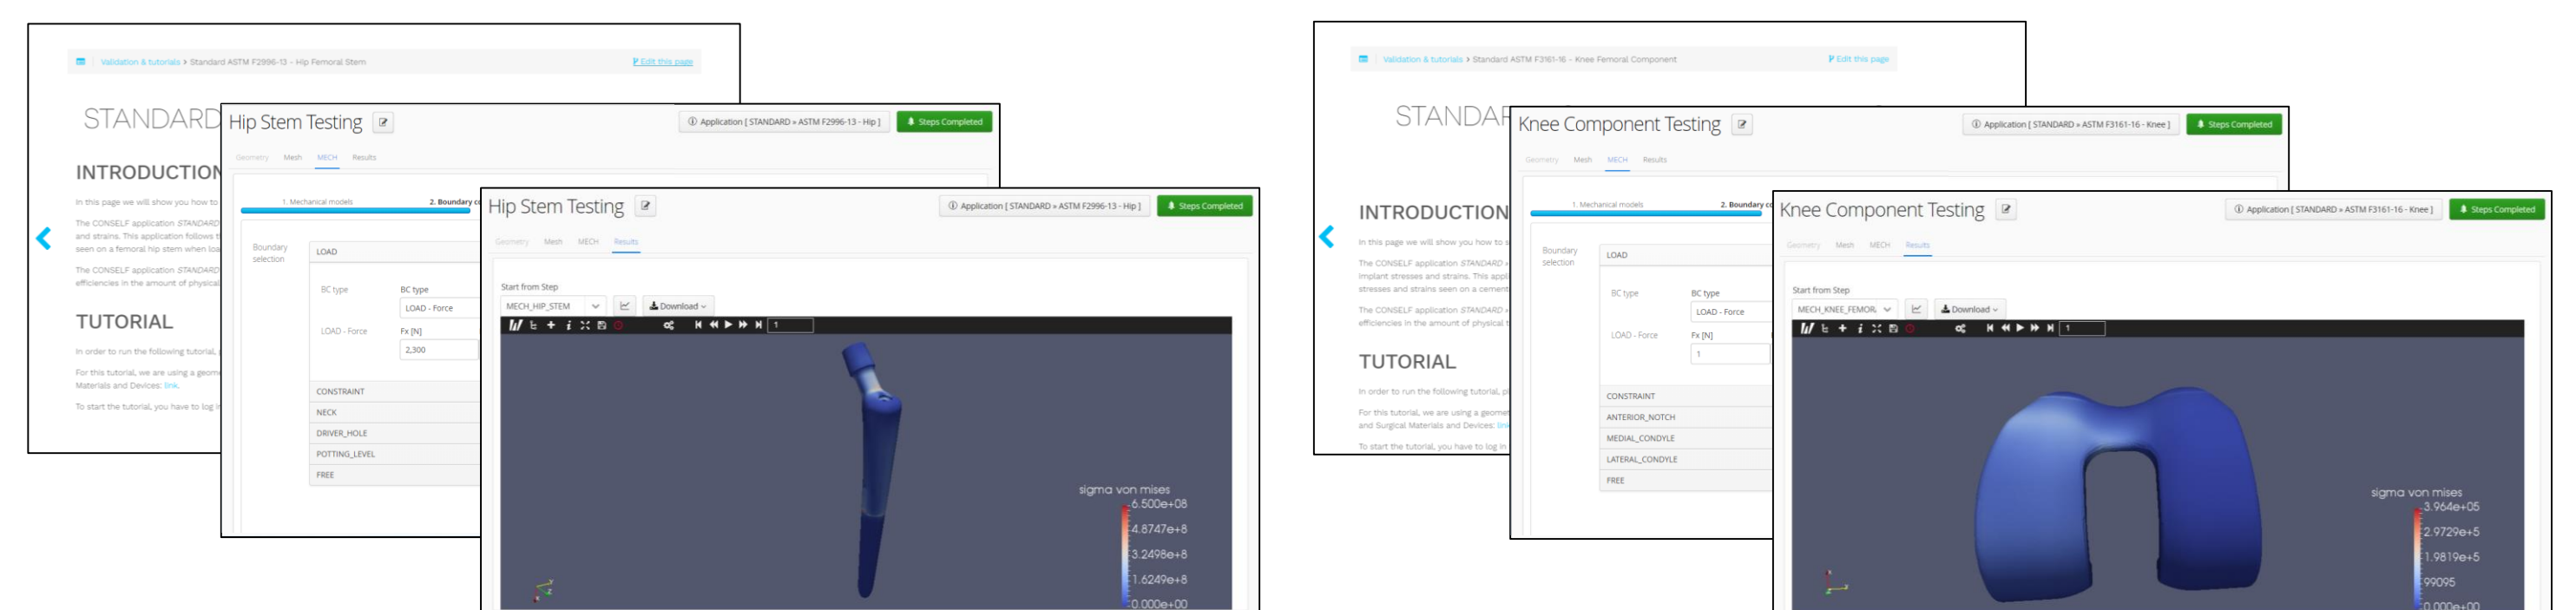 Validation & tutorials > Standard ASTM F2996-13 - Hip Femoral Stem
Edit this page
STANDARD
INTRODUCTION
In this page we will show you how to
The CONSELF application STANDARD
and strains. This application follows
seen on a femoral hip stem when loa
The CONSELF application STANDARD
efficiencies in the amount of physical
TUTORIAL
In order to run the following tutorial,
For this tutorial, we are using a geom
Materials and Devices: link.
To start the tutorial, you have to log i
Hip Stem Testing
Application [ STANDARD » ASTM F2996-13 - Hip ]
Steps Completed
Geometry Mesh MECH Results
1. Mechanical models
2. Boundary co
Boundary selection
LOAD
BC type
BC type
LOAD - Force
LOAD - Force
Fx [N]
2,300
CONSTRAINT
NECK
DRIVER_HOLE
POTTING_LEVEL
FREE
Hip Stem Testing
Application [ STANDARD » ASTM F2996-13 - Hip ]
Steps Completed
Geometry Mesh MECH Results
Start from Step
MECH_HIP_STEM
Download
1
sigma von mises
6.500e+08
4.8747e+8
3.2498e+8
1.6249e+8
0.000e+00
Validation & tutorials > Standard ASTM F3161-16 - Knee Femoral Component
Edit this page
STANDAR
INTRODUCTION
In this page we will show you how to s
The CONSELF application STANDARD »
implant stresses and strains. This appl
stresses and strains seen on a cement
The CONSELF application STANDARD »
efficiencies in the amount of physical t
TUTORIAL
In order to run the following tutorial, pl
For this tutorial, we are using a geomet
and Surgical Materials and Devices: link
To start the tutorial, you have to log in
Knee Component Testing
Application [ STANDARD » ASTM F3161-16 - Knee ]
Steps Completed
Geometry Mesh MECH Results
1. Mechanical models
2. Boundary co
Boundary selection
LOAD
BC type
BC type
LOAD - Force
LOAD - Force
Fx [N]
1
CONSTRAINT
ANTERIOR_NOTCH
MEDIAL_CONDYLE
LATERAL_CONDYLE
FREE
Knee Component Testing
Application [ STANDARD » ASTM F3161-16 - Knee ]
Steps Completed
Geometry Mesh MECH Results
Start from Step
MECH_KNEE_FEMOR
Download
1
sigma von mises
3.964e+05
2.9729e+5
1.9819e+5
99095
0.000e+00